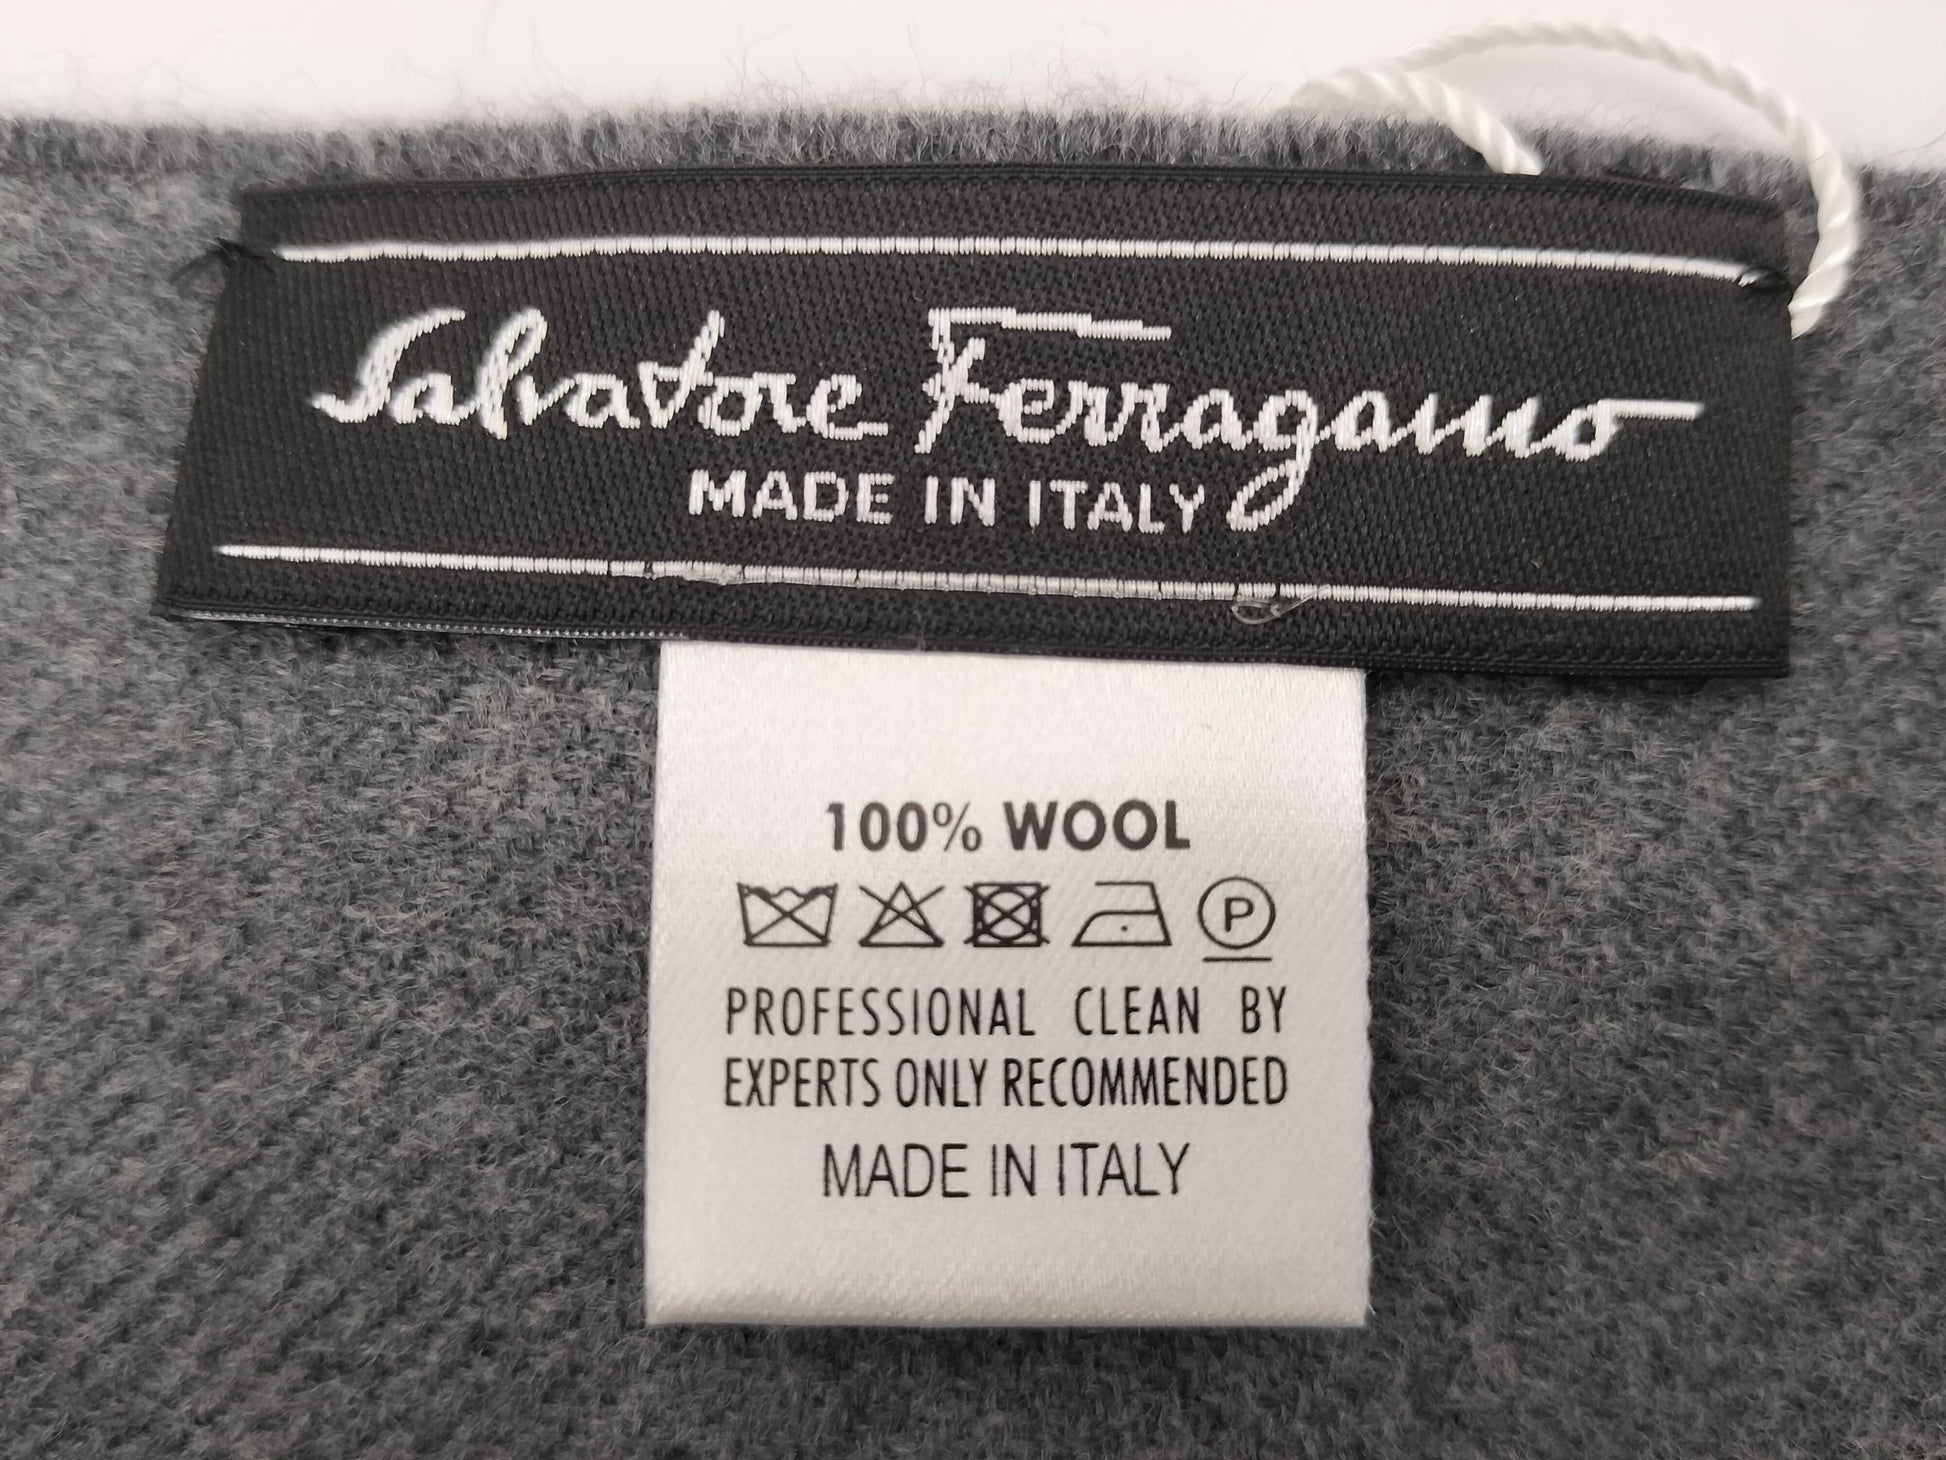 Salvatore Ferragamo
MADE IN ITALY
100% WOOL
P
PROFESSIONAL CLEAN BY
EXPERTS ONLY RECOMMENDED
MADE IN ITALY